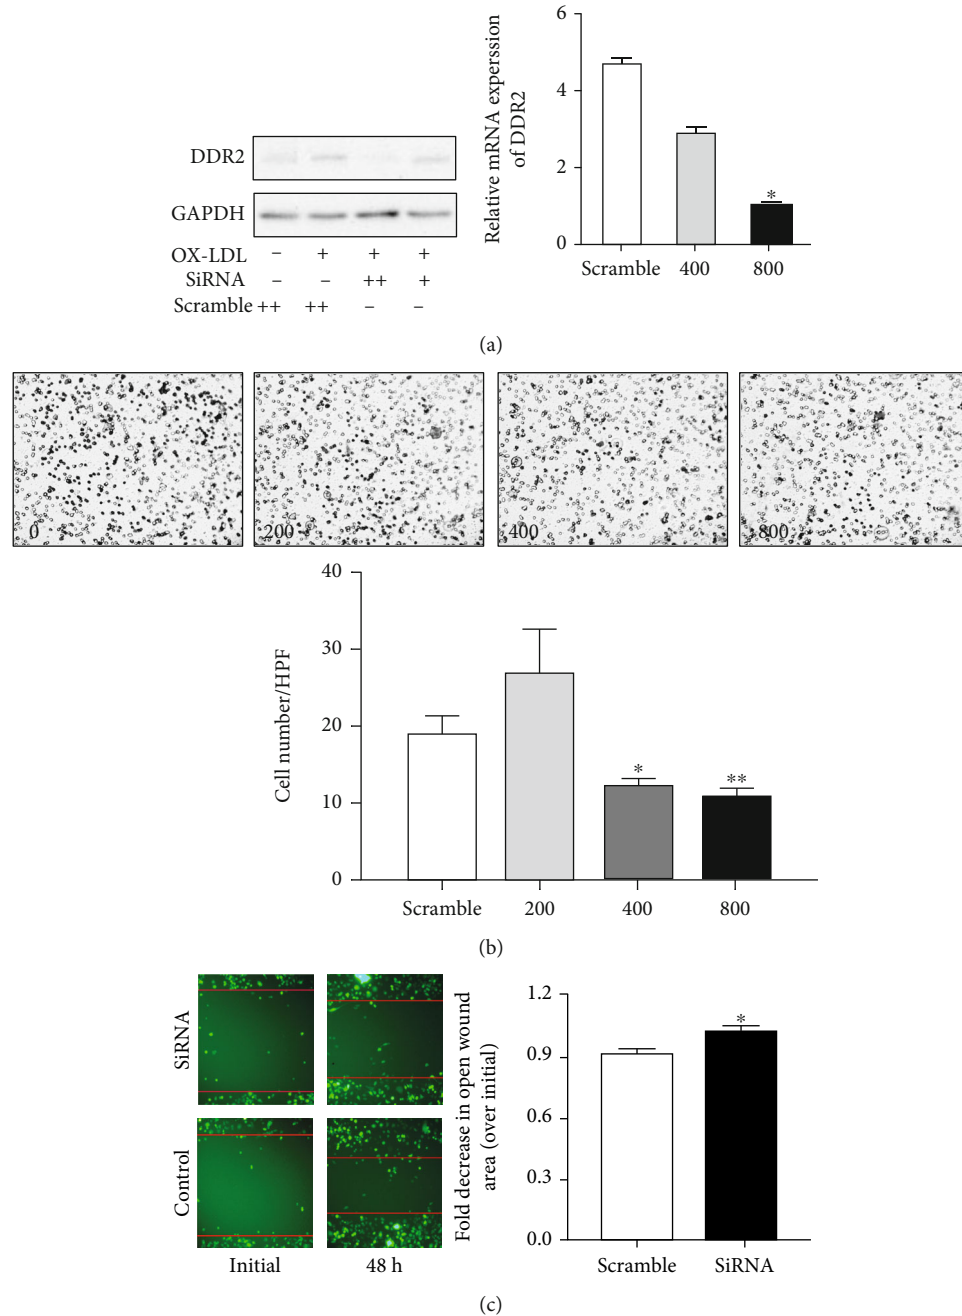 DDR2
GAPDH
OX-LDL – + + +
SiRNA – – ++ +
Scramble ++ ++ – –
Relative mRNA experssion
of DDR2
6
4
2
0
*
Scramble 400 800
(a)
0
200
400
800
Cell number/HPF
40
30
20
10
0
*
**
Scramble 200 400 800
(b)
SiRNA
Control
Initial 48 h
Fold decrease in open wound
area (over initial)
1.2
0.9
0.6
0.3
0.0
*
Scramble SiRNA
(c)